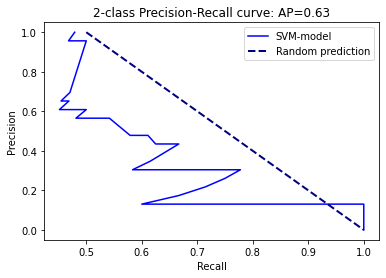 2-class Precision-Recall curve: AP=0.63
SVM-model
Random prediction
Precision
1.0
0.8
0.6
0.4
0.2
0.0
0.5 0.6 0.7 0.8 0.9 1.0
Recall